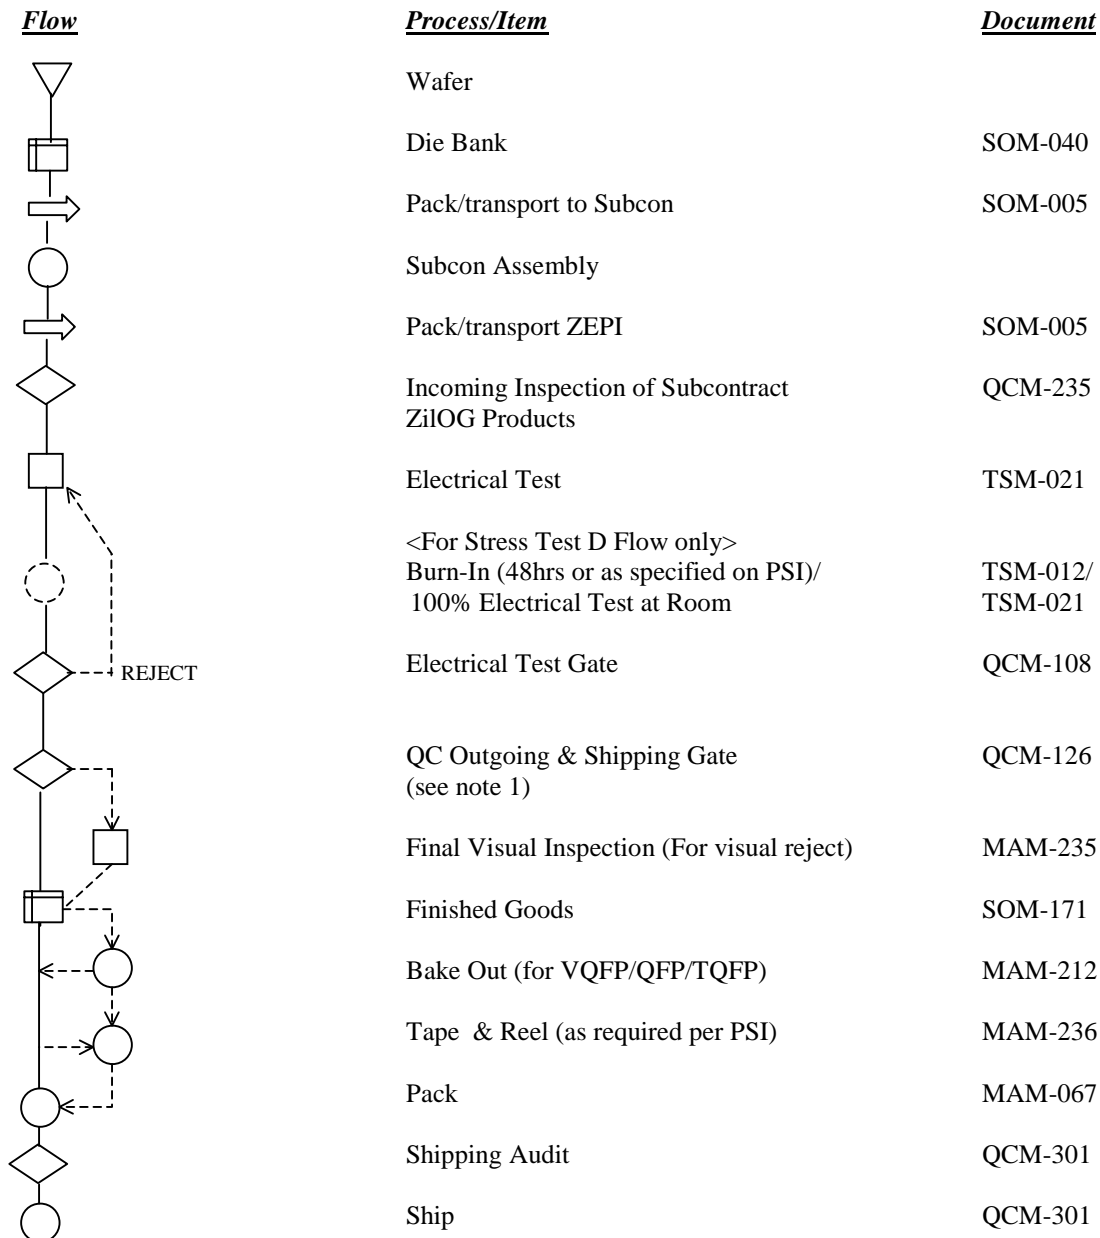 Flow Process/Item Document
Wafer
Die Bank SOM-040
Pack/transport to Subcon SOM-005
Subcon Assembly
Pack/transport ZEPI SOM-005
Incoming Inspection of Subcontract QCM-235
ZilOG Products
Electrical Test TSM-021
<For Stress Test D Flow only>
Burn-In (48hrs or as specified on PSI)/ TSM-012/
100% Electrical Test at Room TSM-021
Electrical Test Gate QCM-108
REJECT
QC Outgoing & Shipping Gate QCM-126
(see note 1)
Final Visual Inspection (For visual reject) MAM-235
Finished Goods SOM-171
Bake Out (for VQFP/QFP/TQFP) MAM-212
Tape & Reel (as required per PSI) MAM-236
Pack MAM-067
Shipping Audit QCM-301
Ship QCM-301